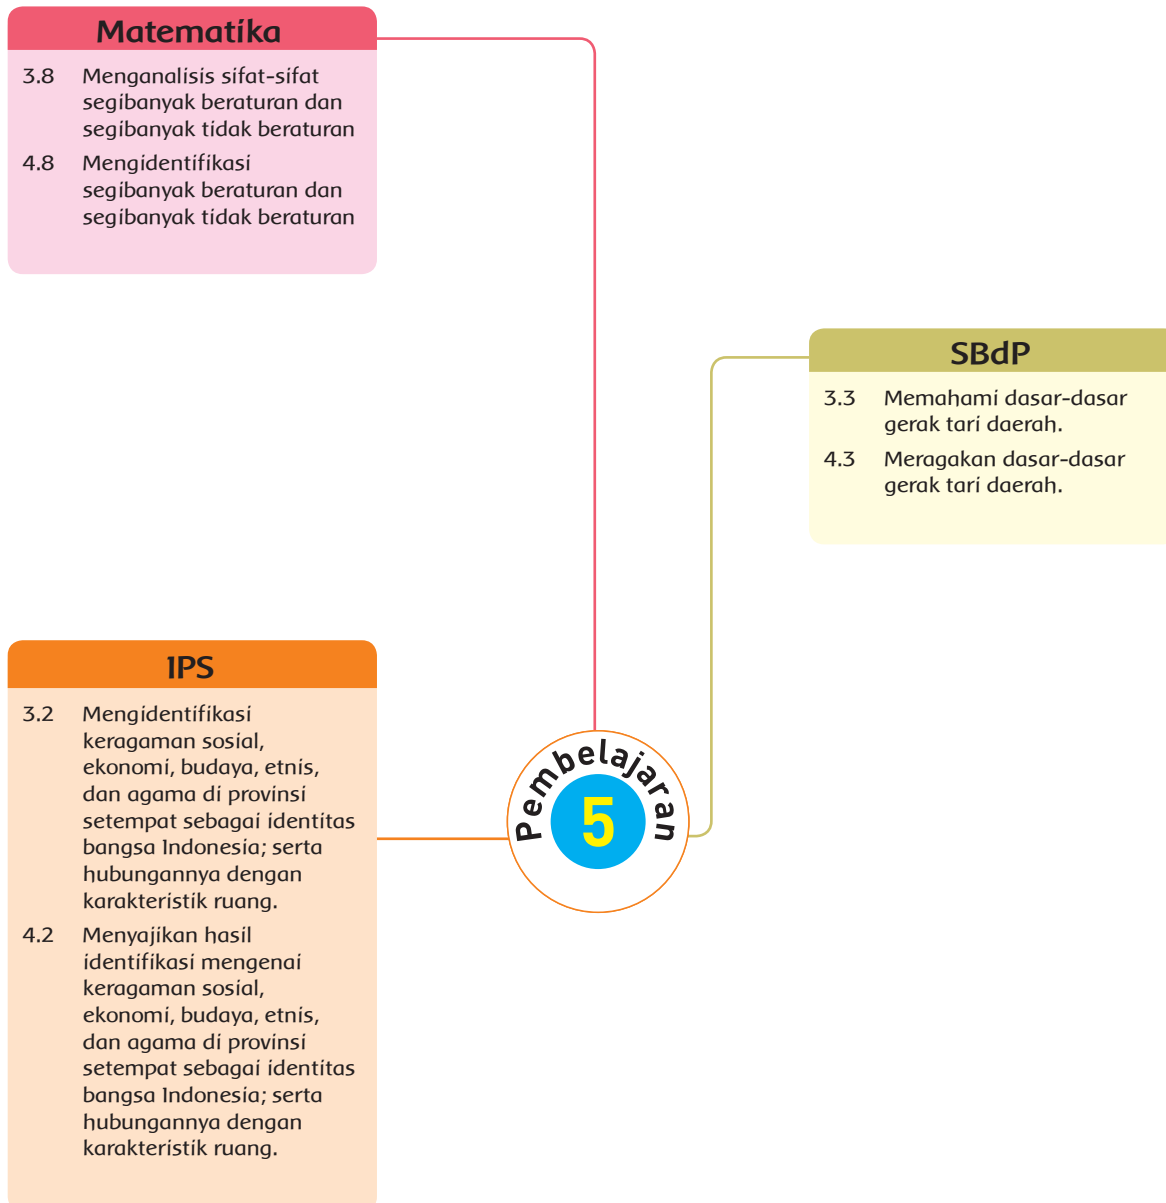 Matematika
3.8 Menganalisis sifat-sifat
segibanyak beraturan dan
segibanyak tidak beraturan
4.8 Mengidentifikasi
segibanyak beraturan dan
segibanyak tidak beraturan
SBdP
3.3 Memahami dasar-dasar
gerak tari daerah.
4.3 Meragakan dasar-dasar
gerak tari daerah.
IPS
3.2 Mengidentifikasi
keragaman sosial,
ekonomi, budaya, etnis,
dan agama di provinsi
setempat sebagai identitas
bangsa Indonesia; serta
hubungannya dengan
karakteristik ruang.
4.2 Menyajikan hasil
identifikasi mengenai
keragaman sosial,
ekonomi, budaya, etnis,
dan agama di provinsi
setempat sebagai identitas
bangsa Indonesia; serta
hubungannya dengan
karakteristik ruang.
Pembelajaran
5